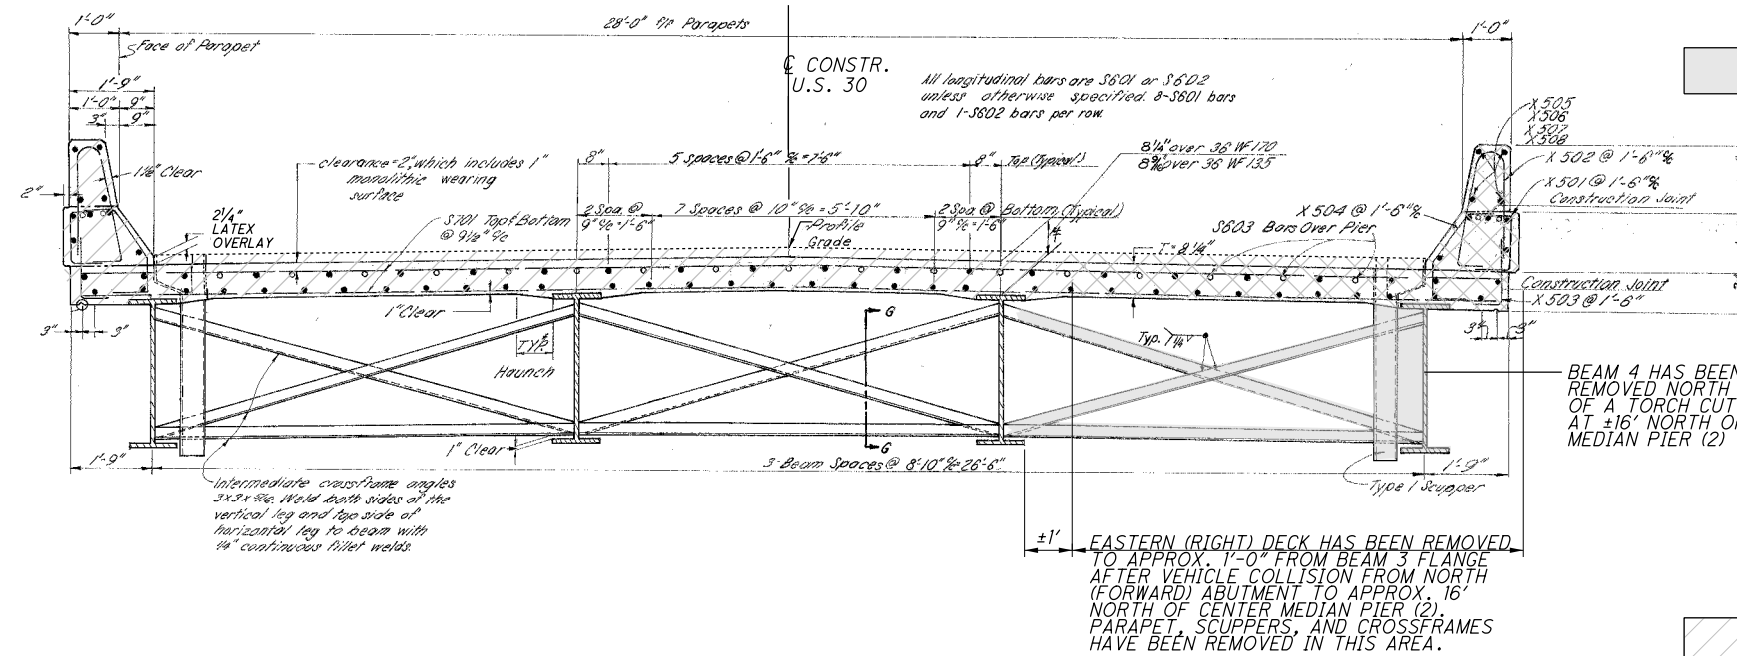 1'-0"
28'-0" f/f Parapets
1'-0"
Face of Parapet
℄ CONSTR.
U.S. 30
All longitudinal bars are S601 or S602
unless otherwise specified. 8-S601 bars
and 1-S602 bars per row.
1'-9"
1'-0" 9"
3" 9"
X505
X506
X507
X508
clearance=2", which includes 1"
monolithic wearing
surface
8"
5 spaces @ 1'-6" %=7'-6"
8"
Top (Typical)
8¼" over 36 WF 170
over 36 WF 135
X 502 @ 1'-6" %
1½" Clear
X 501 @ 1'-6" %
Construction Joint
2"
2¼"
LATEX
OVERLAY
S701 Top & Bottom
@ 9½" c/c
2 Spa. @
9" %=1'-6"
7 Spaces @ 10" %=5'-10"
2 Spa. @
9" %=1'-6"
Bottom (Typical)
X 504 @ 1'-6" %
S603 Bars Over Pier
Profile
Grade
T=8¼"
Construction Joint
X 503 @ 1'-6"
1" Clear
3" 3"
3" 3"
G
TYP.
Haunch
Typ. ¼
BEAM 4 HAS BEEN
REMOVED NORTH
OF A TORCH CUT
AT ±16' NORTH OF
MEDIAN PIER (2)
1" Clear
G
1'-9"
3-Beam Spaces @ 8'-10" %=26'-6"
1'-9"
Type 1 Scupper
Intermediate crossframe angles
3x3x5/16. Weld both sides of the
vertical leg and top side of
horizontal leg to beam with
¼" continuous fillet welds.
±1'
EASTERN (RIGHT) DECK HAS BEEN REMOVED
TO APPROX. 1'-0" FROM BEAM 3 FLANGE
AFTER VEHICLE COLLISION FROM NORTH
(FORWARD) ABUTMENT TO APPROX. 16'
NORTH OF CENTER MEDIAN PIER (2).
PARAPET, SCUPPERS, AND CROSSFRAMES
HAVE BEEN REMOVED IN THIS AREA.